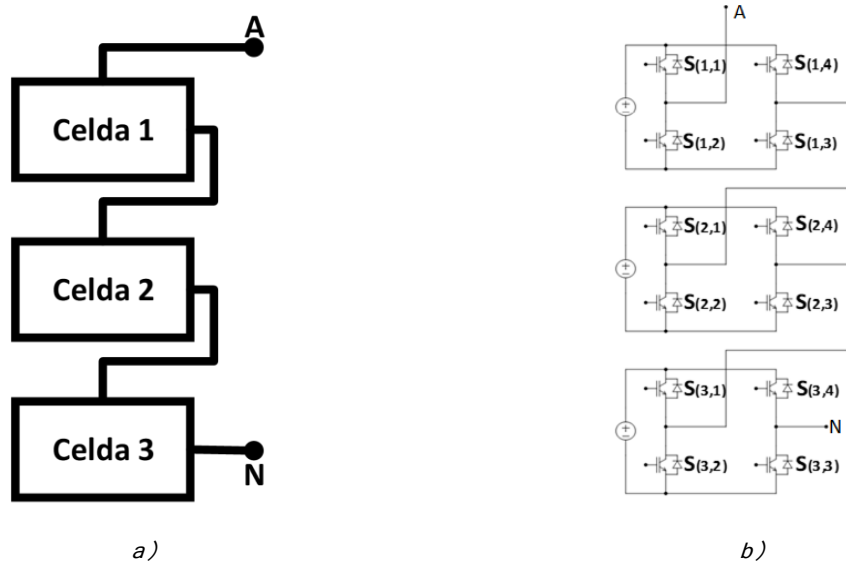 A
Celda 1
Celda 2
Celda 3
N
a)
A
S(1,1)
S(1,4)
S(1,2)
S(1,3)
S(2,1)
S(2,4)
S(2,2)
S(2,3)
S(3,1)
S(3,4)
N
S(3,2)
S(3,3)
b)